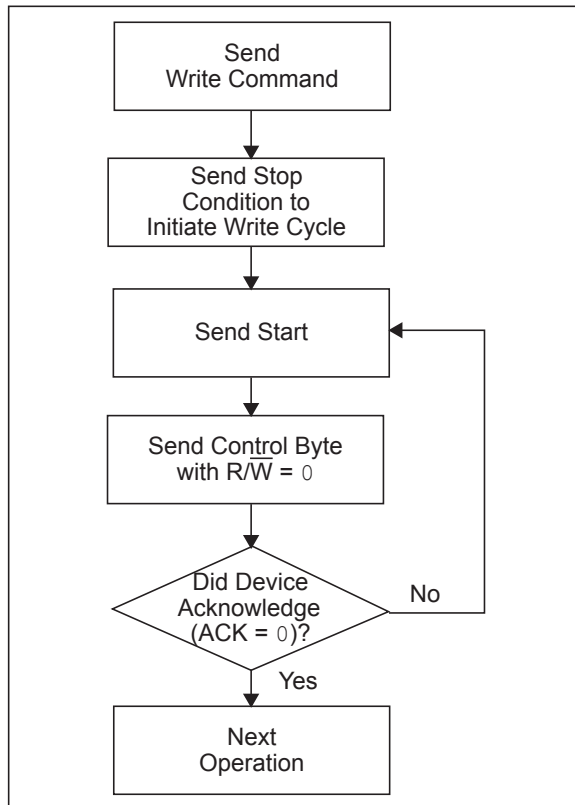 Send
Write Command
Send Stop
Condition to
Initiate Write Cycle
Send Start
Send Control Byte
with R/W̅ = 0
Did Device
Acknowledge
(ACK = 0)?
No
Yes
Next
Operation